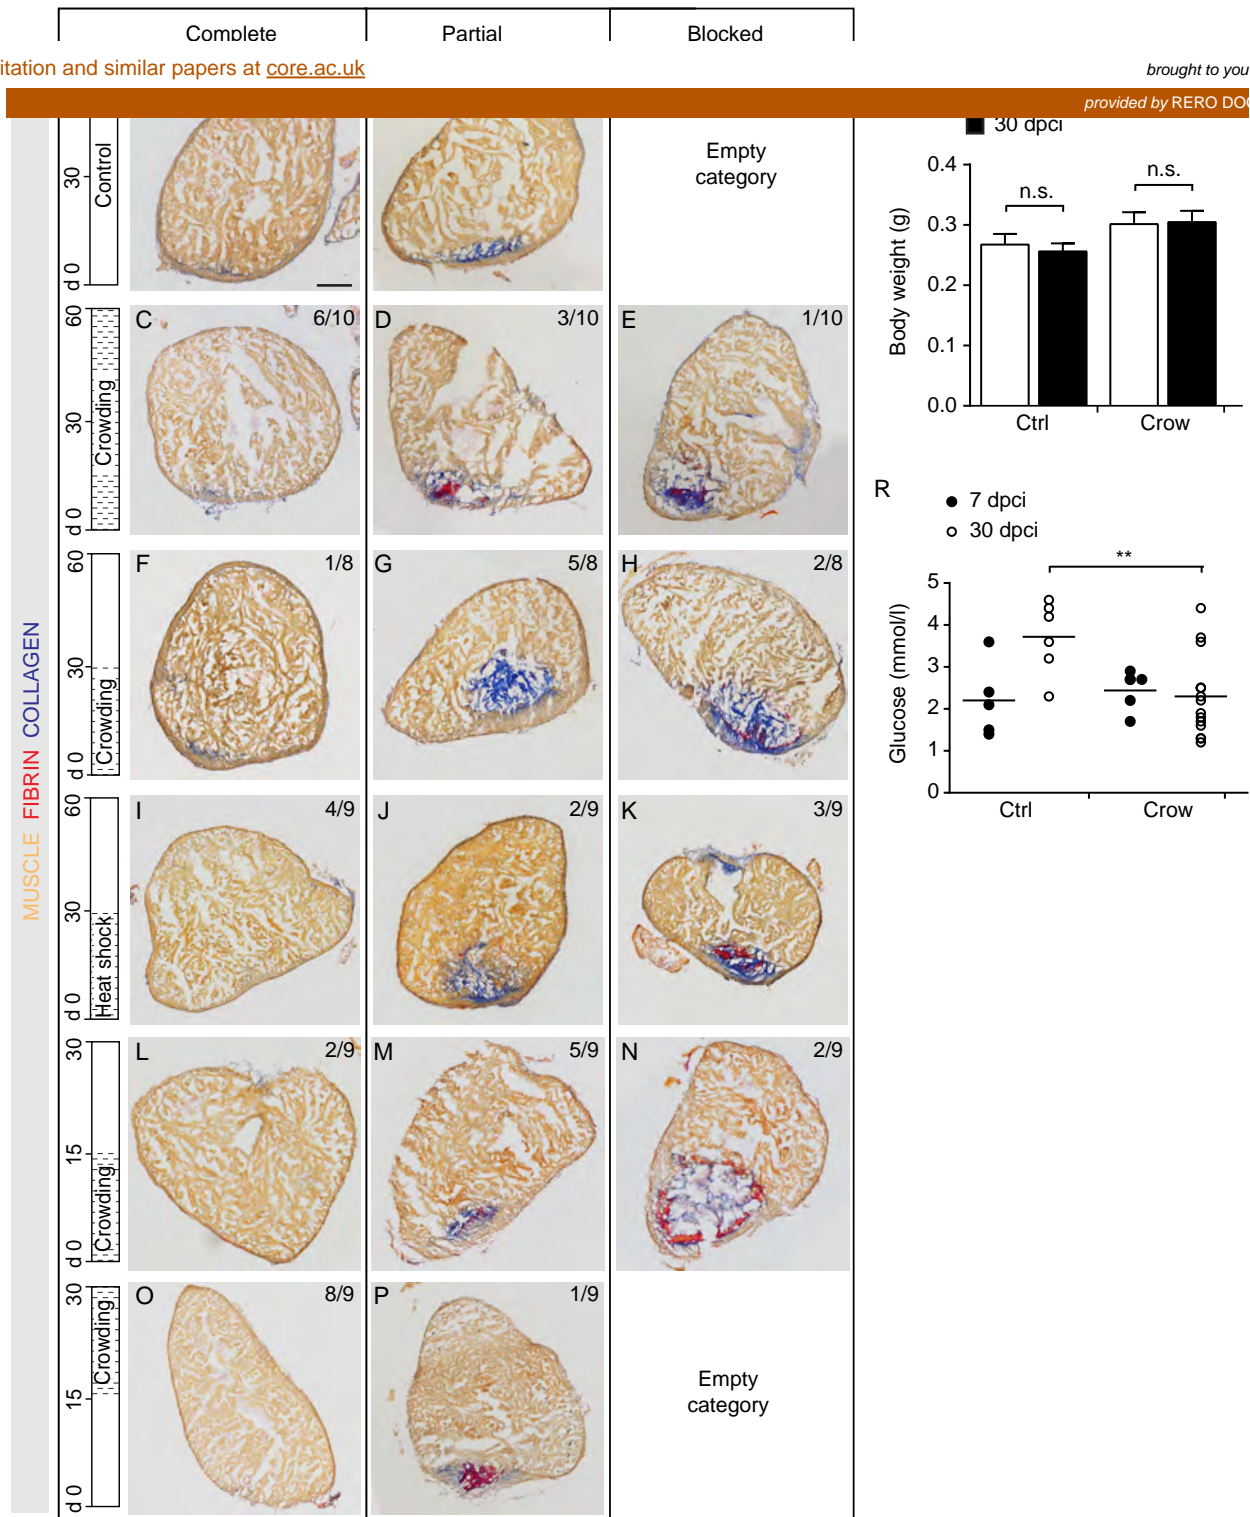 Complete Partial Blocked
itation and similar papers at core.ac.uk
brought to you
provided by RERO DOC
MUSCLE FIBRIN COLLAGEN
d 0 30
Control
Empty
category
d 0 30 60
Crowding
C 6/10
D 3/10
E 1/10
d 0 30 60
Crowding
F 1/8
G 5/8
H 2/8
d 0 30 60
Heat shock
I 4/9
J 2/9
K 3/9
d 0 15 30
Crowding
L 2/9
M 5/9
N 2/9
d 0 15 30
Crowding
O 8/9
P 1/9
Empty
category
30 dpci
Body weight (g)
0.4
0.3
0.2
0.1
0.0
n.s.
n.s.
Ctrl Crow
R
7 dpci
30 dpci
**
Glucose (mmol/l)
5
4
3
2
1
0
Ctrl Crow